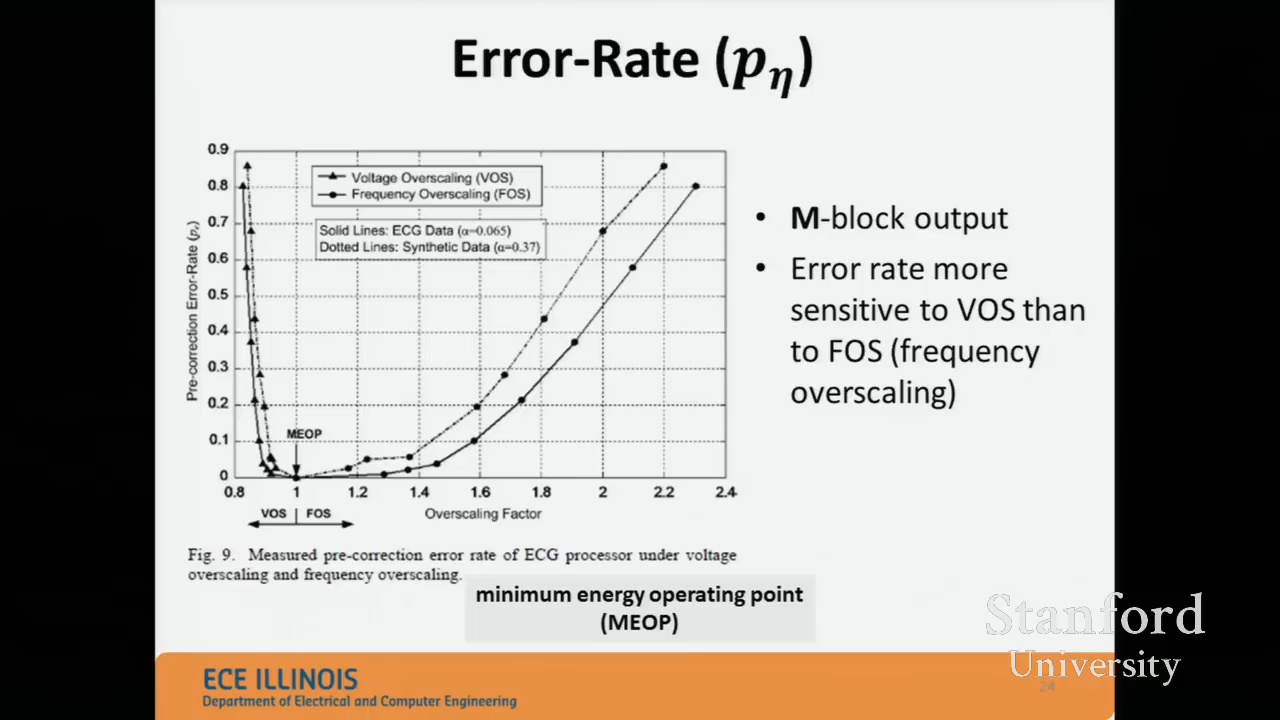 Error-Rate (pη)
0.9
0.8
0.7
0.6
0.5
0.4
0.3
0.2
0.1
0
Pre-correction Error-Rate (pη)
Voltage Overscaling (VOS)
Frequency Overscaling (FOS)
Solid Lines: ECG Data (α=0.065)
Dotted Lines: Synthetic Data (α=0.37)
MEOP
0.8 1 1.2 1.4 1.6 1.8 2 2.2 2.4
VOS FOS
Overscaling Factor
Fig. 9. Measured pre-correction error rate of ECG processor under voltage
overscaling and frequency overscaling.
minimum energy operating point
(MEOP)
• M-block output
• Error rate more
sensitive to VOS than
to FOS (frequency
overscaling)
Stanford
University
24
ECE ILLINOIS
Department of Electrical and Computer Engineering